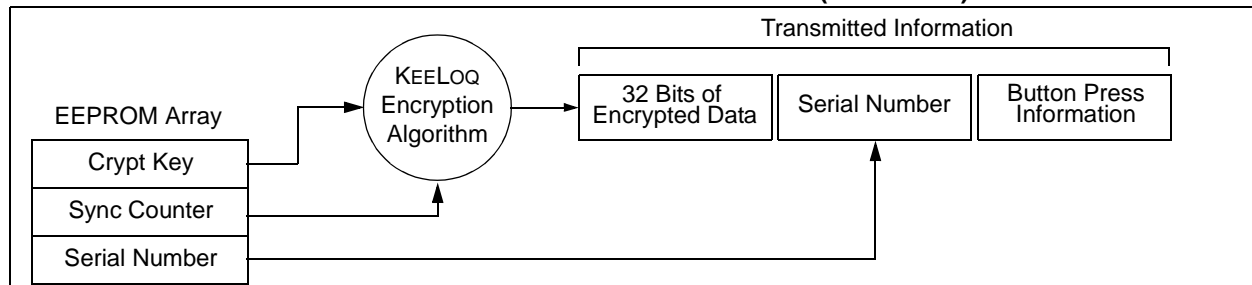 Transmitted Information
KEELOQ
Encryption
Algorithm
32 Bits of
Encrypted Data
Serial Number
Button Press
Information
EEPROM Array
Crypt Key
Sync Counter
Serial Number